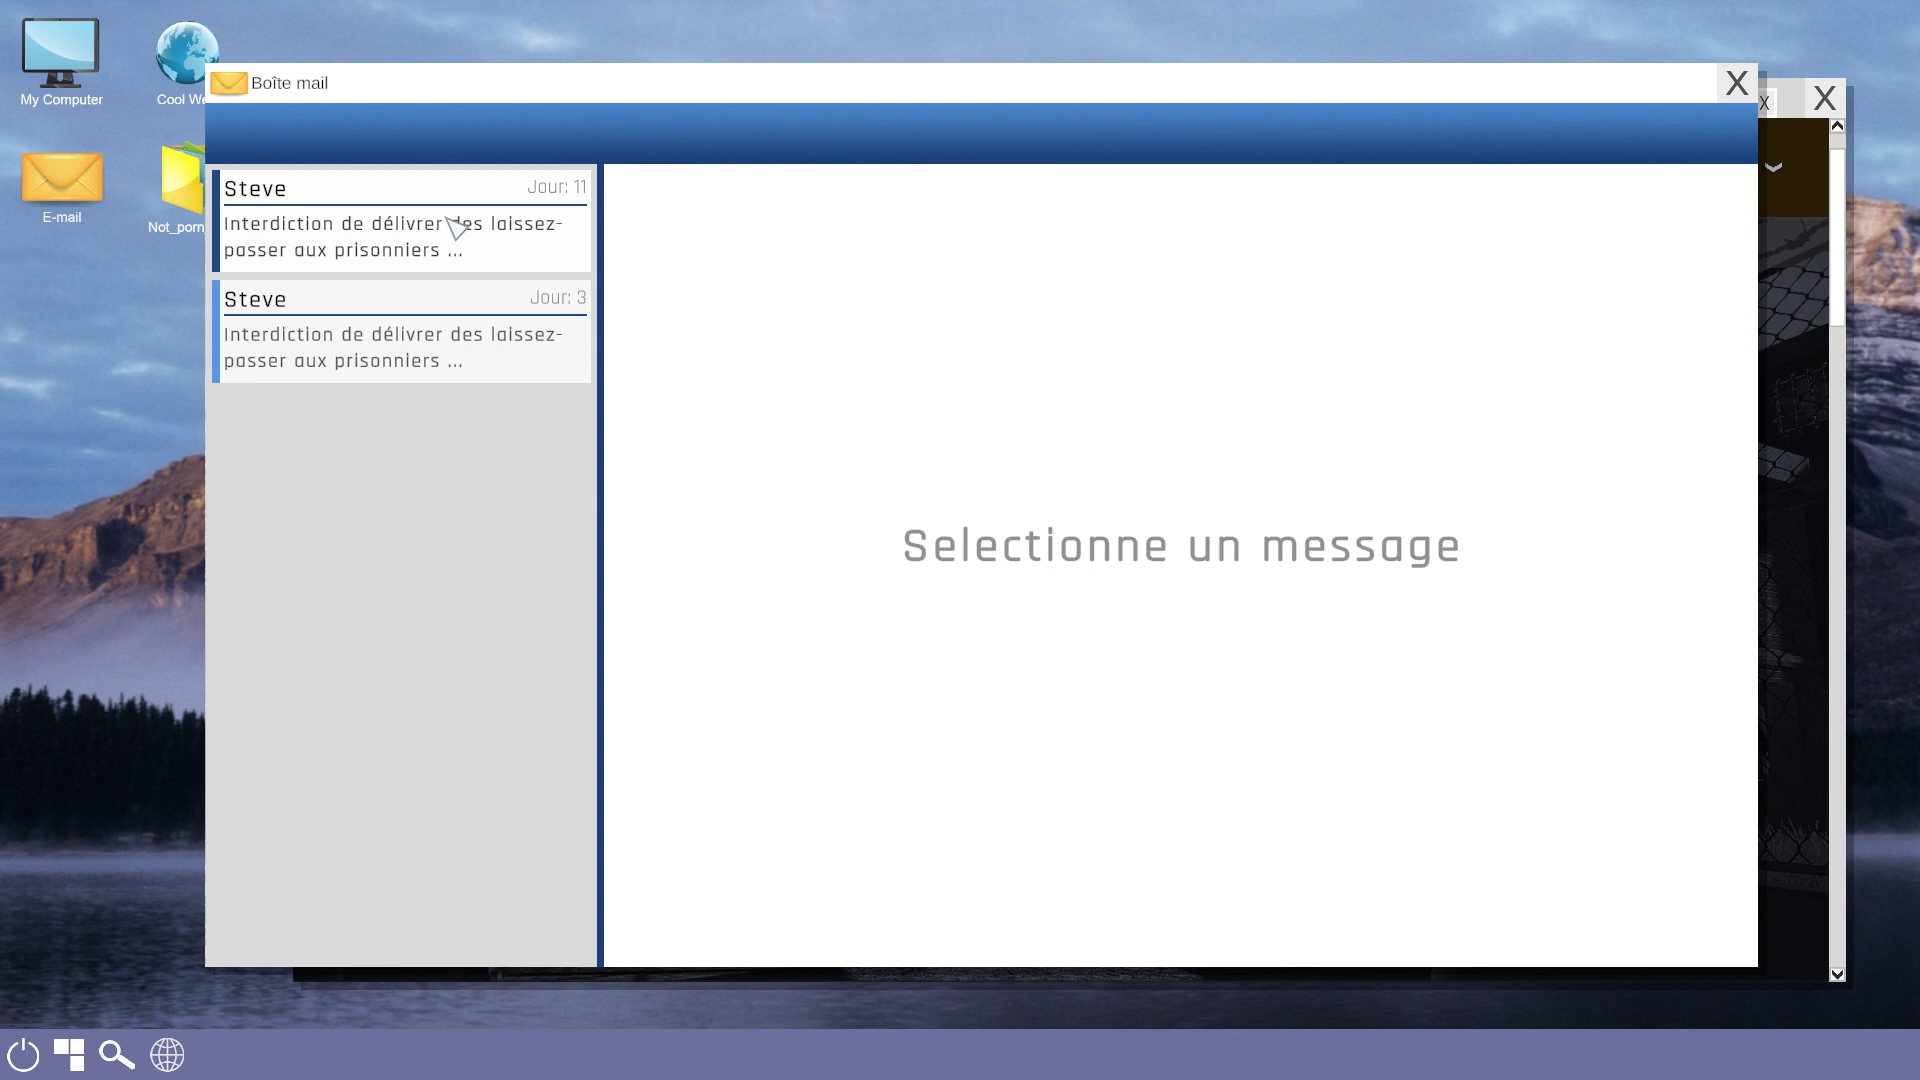 My Computer
Cool We
E-mail
Not_porn
Boîte mail
X
X
X
Steve
Jour: 11
Interdiction de délivrer des laissez-
passer aux prisonniers ...
Steve
Jour: 3
Interdiction de délivrer des laissez-
passer aux prisonniers ...
Selectionne un message